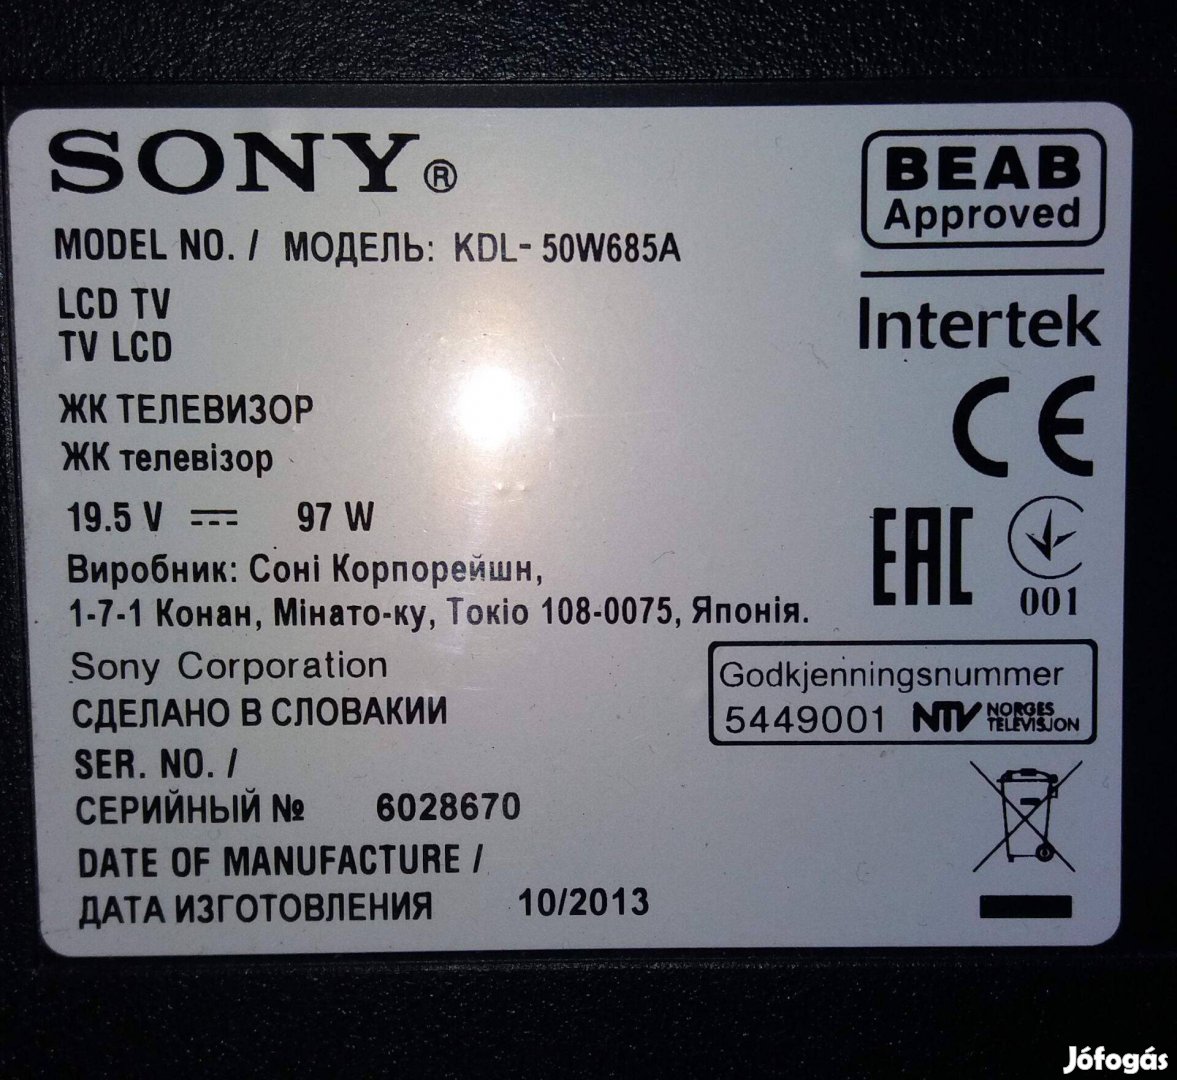 SONY®
BEAB
Approved
MODEL NO. / МОДЕЛЬ: KDL- 50W685A
LCD TV
TV LCD
Intertek
ЖК ТЕЛЕВИЗОР
ЖК телевізор
CE
19.5 V 97 W
EAC
001
Виробник: Соні Корпорейшн,
1-7-1 Конан, Мінато-ку, Токіо 108-0075, Японія.
Sony Corporation
СДЕЛАНО В СЛОВАКИИ
Godkjenningsnummer
5449001 NTV NORGES
TELEVISJON
SER. NO. /
СЕРИЙНЫЙ № 6028670
DATE OF MANUFACTURE /
ДАТА ИЗГОТОВЛЕНИЯ 10/2013
Jófogás